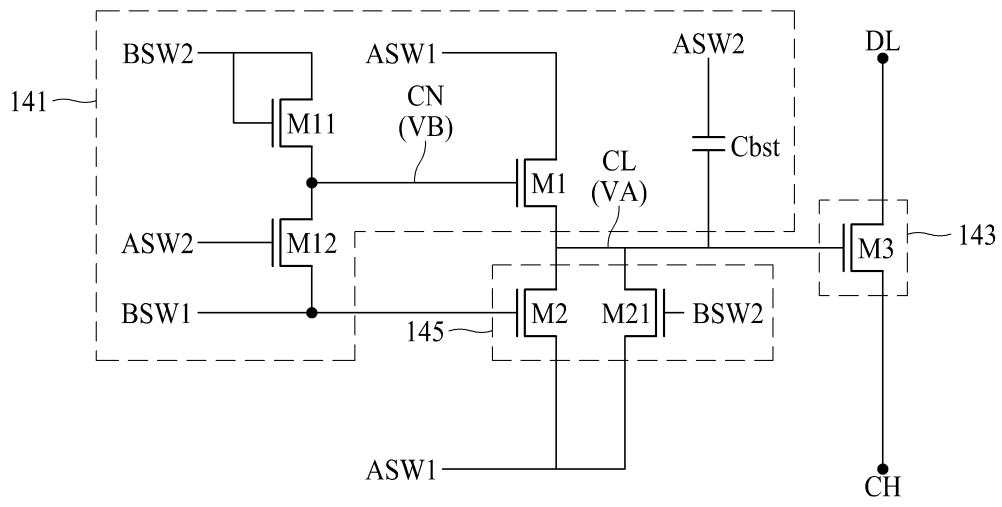 BSW2
ASW1
ASW2
DL
141
CN
(VB)
M11
Cbst
M1
CL
(VA)
ASW2
M12
M3
143
BSW1
M2
M21
BSW2
145
ASW1
CH